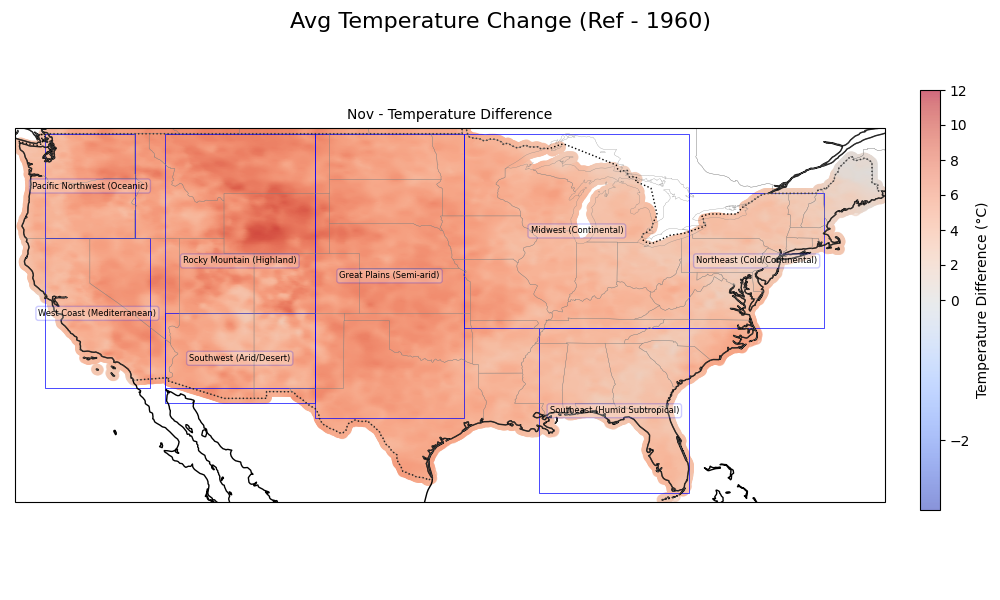 Avg Temperature Change (Ref - 1960)
Nov - Temperature Difference
Pacific Northwest (Oceanic)
Midwest (Continental)
Rocky Mountain (Highland)
Northeast (Cold/Continental)
Great Plains (Semi-arid)
West Coast (Mediterranean)
Southwest (Arid/Desert)
Southeast (Humid Subtropical)
12
10
8
6
4
2
0
−2
Temperature Difference (°C)